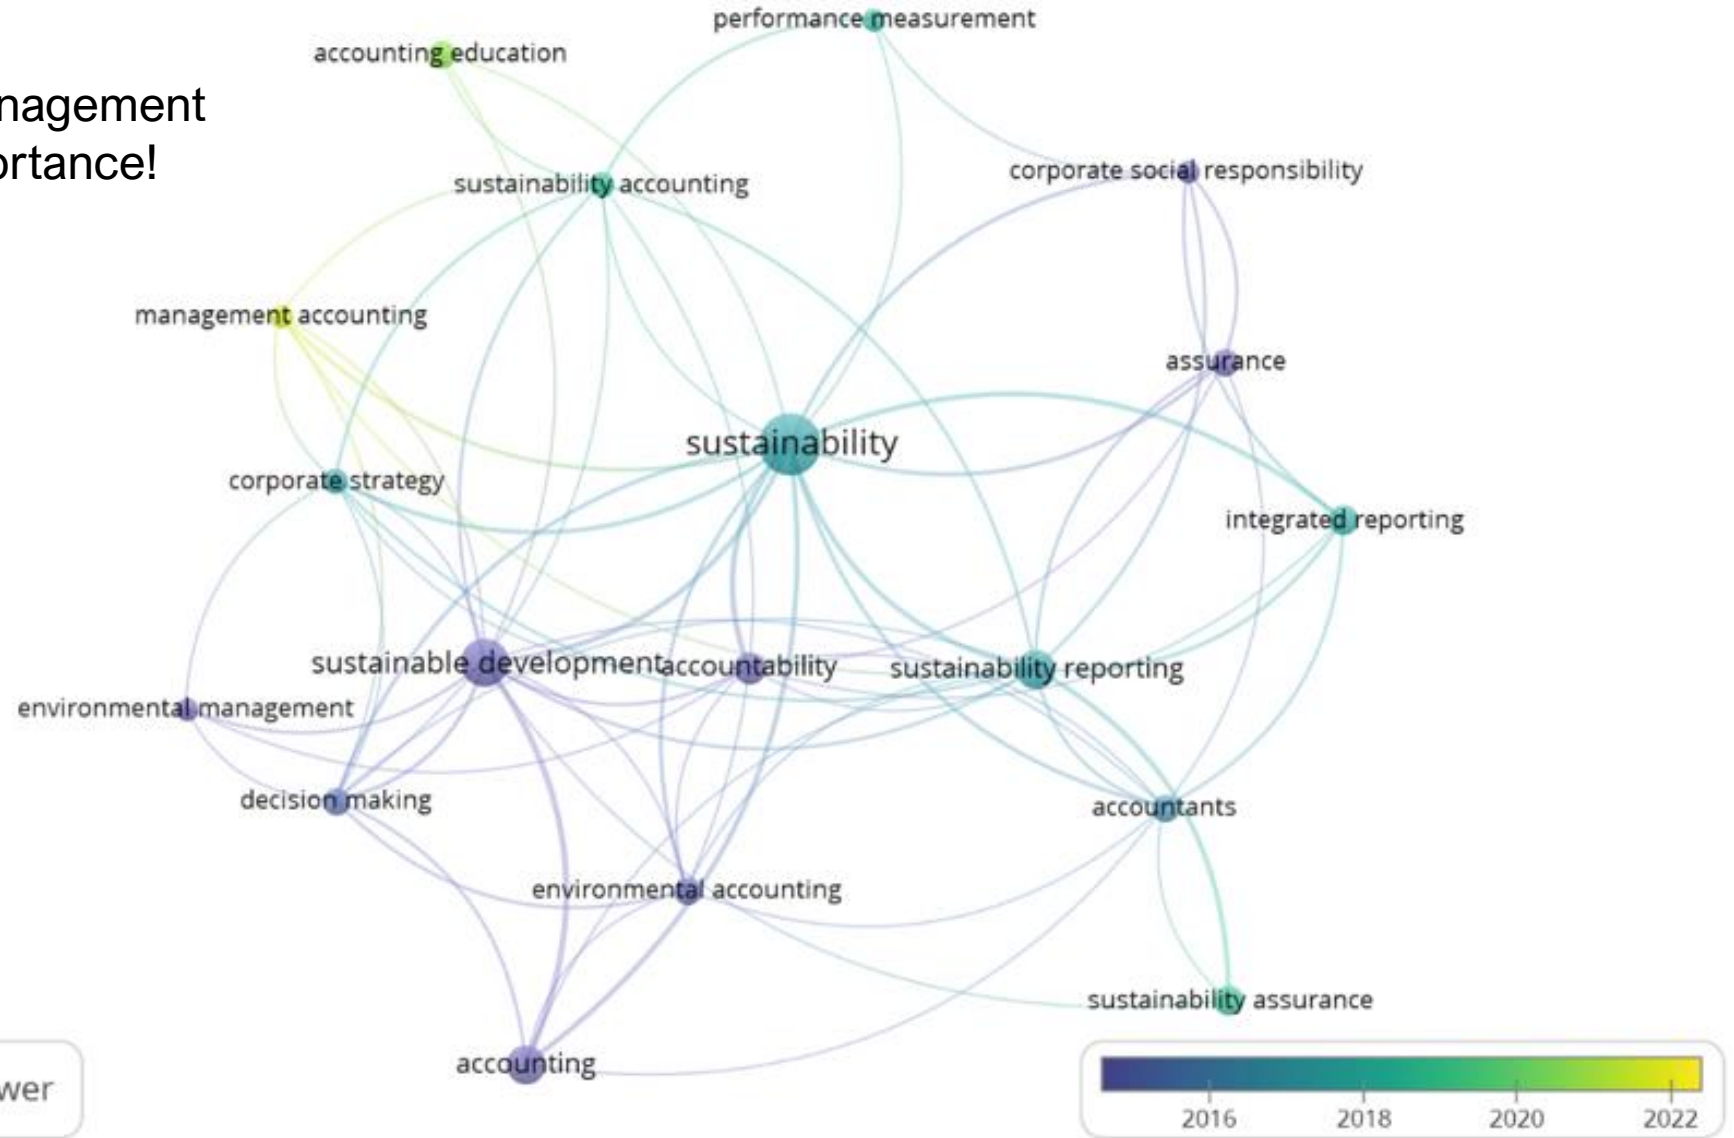 performance measurement
accounting education
nagement
ortance!
corporate social responsibility
sustainability accounting
management accounting
assurance
sustainability
corporate strategy
integrated reporting
sustainable development
accountability
sustainability reporting
environmental management
decision making
accountants
environmental accounting
sustainability assurance
accounting
wer
2016 2018 2020 2022